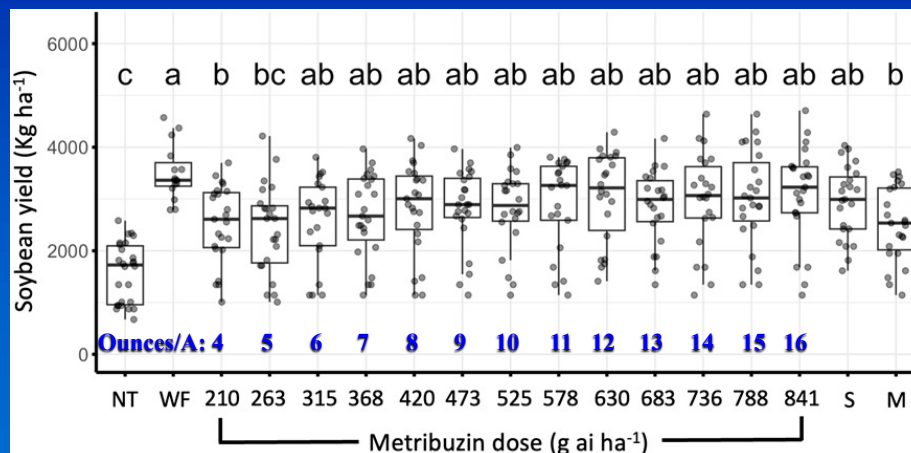 Soybean yield (Kg ha⁻¹)
6000
c a b bc ab ab ab ab ab ab ab ab ab ab ab ab b
4000
2000
Ounces/A: 4 5 6 7 8 9 10 11 12 13 14 15 16
0
NT WF 210 263 315 368 420 473 525 578 630 683 736 788 841 S M
Metribuzin dose (g ai ha⁻¹)